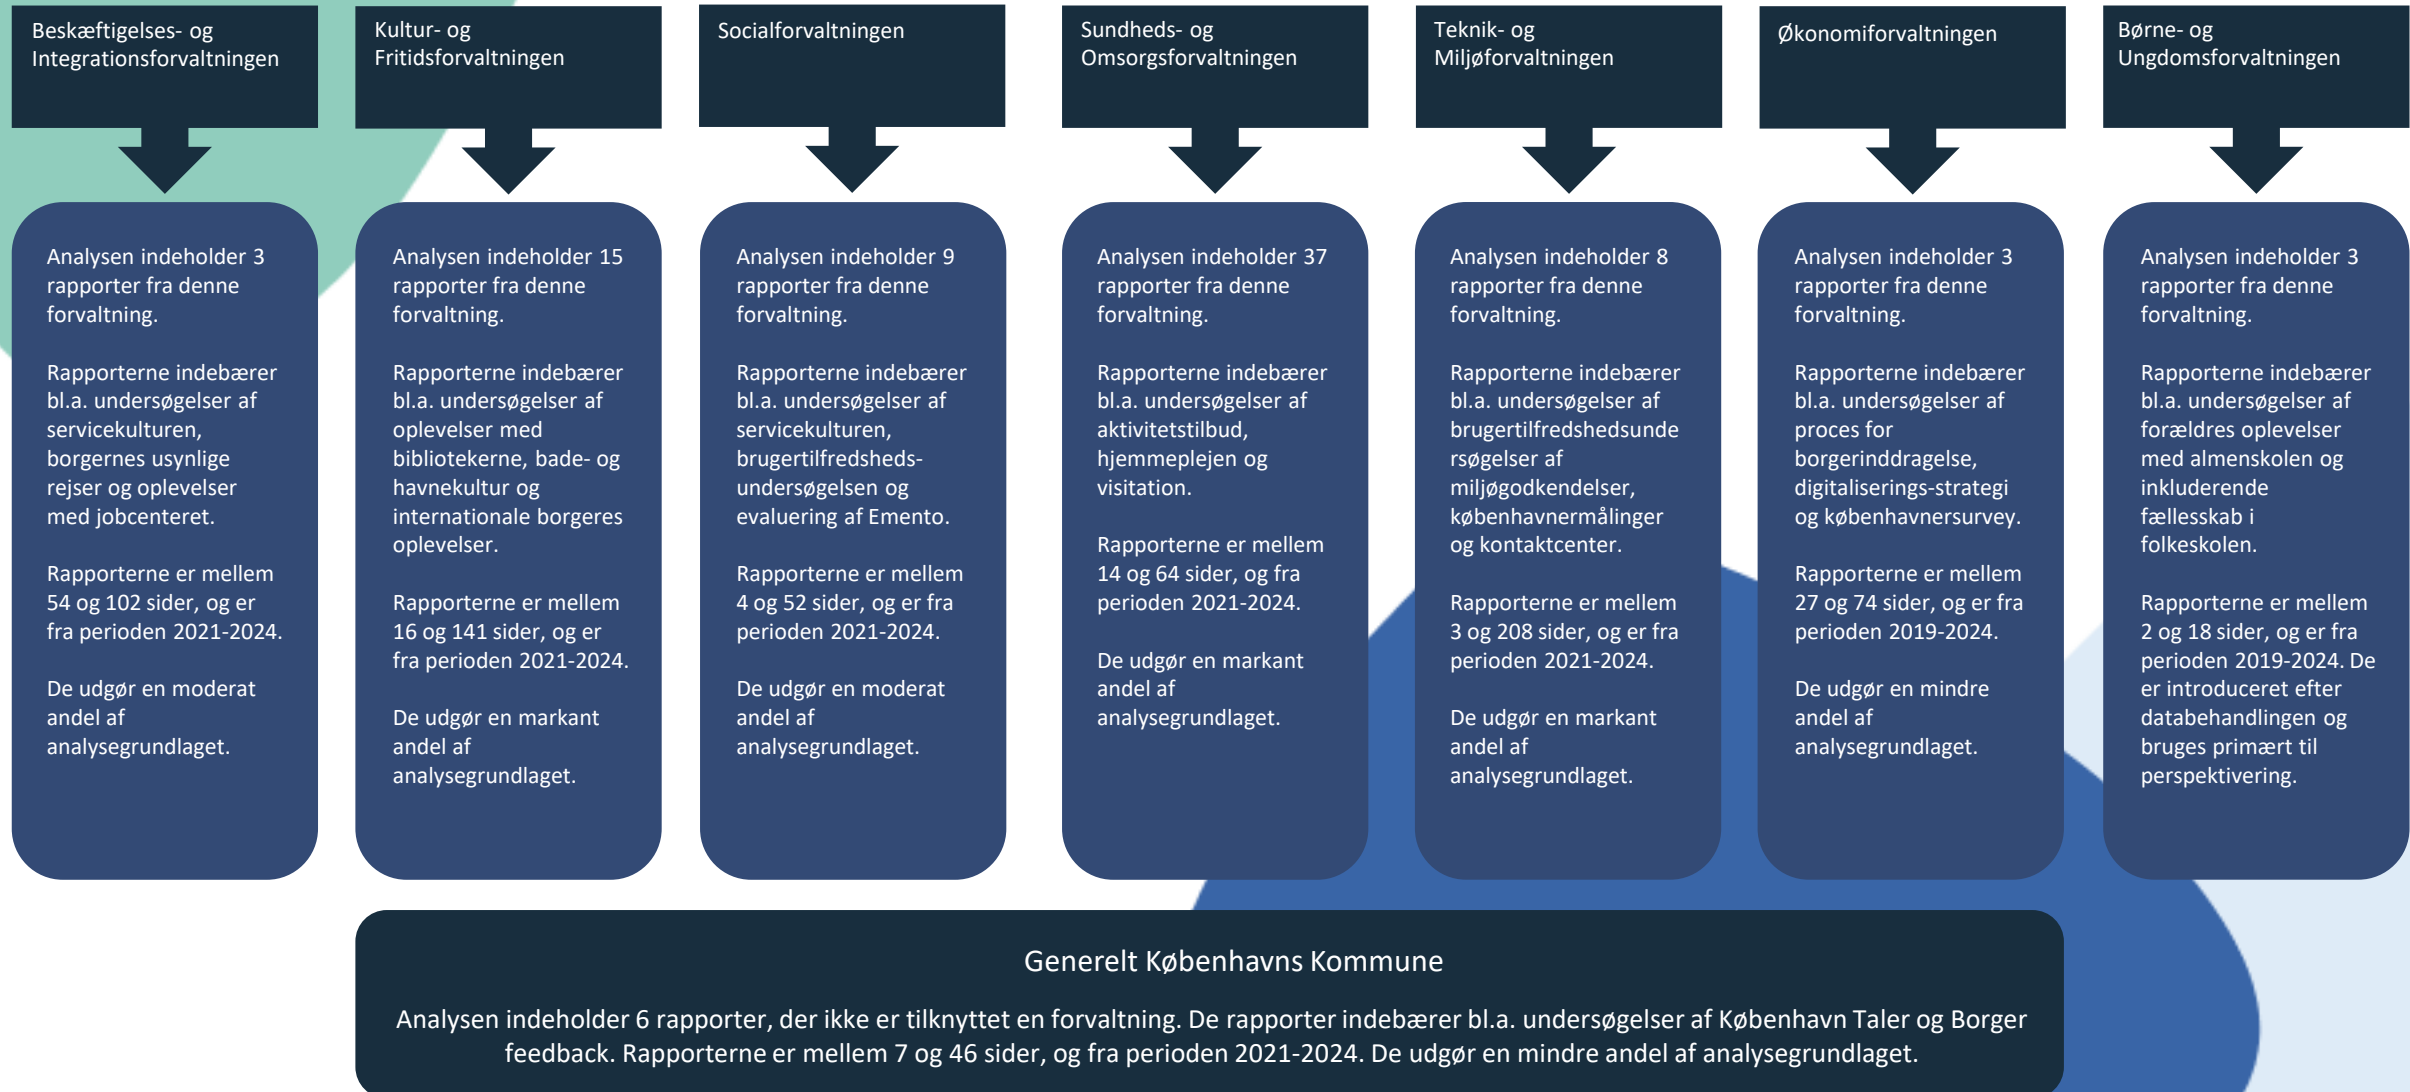 Beskæftigelses- og
Integrationsforvaltningen
Analysen indeholder 3
rapporter fra denne
forvaltning.
Rapporterne indebærer
bl.a. undersøgelser af
servicekulturen,
borgernes usynlige
rejser og oplevelser
med jobcenteret.
Rapporterne er mellem
54 og 102 sider, og er
fra perioden 2021-2024.
De udgør en moderat
andel af
analysegrundlaget.
Kultur- og
Fritidsforvaltningen
Analysen indeholder 15
rapporter fra denne
forvaltning.
Rapporterne indebærer
bl.a. undersøgelser af
oplevelser med
bibliotekerne, bade- og
havnekultur og
internationale borgeres
oplevelser.
Rapporterne er mellem
16 og 141 sider, og er
fra perioden 2021-2024.
De udgør en markant
andel af
analysegrundlaget.
Socialforvaltningen
Analysen indeholder 9
rapporter fra denne
forvaltning.
Rapporterne indebærer
bl.a. undersøgelser af
servicekulturen,
brugertilfredsheds-
undersøgelsen og
evaluering af Emento.
Rapporterne er mellem
4 og 52 sider, og er fra
perioden 2021-2024.
De udgør en moderat
andel af
analysegrundlaget.
Sundheds- og
Omsorgsforvaltningen
Analysen indeholder 37
rapporter fra denne
forvaltning.
Rapporterne indebærer
bl.a. undersøgelser af
aktivitetstilbud,
hjemmeplejen og
visitation.
Rapporterne er mellem
14 og 64 sider, og fra
perioden 2021-2024.
De udgør en markant
andel af
analysegrundlaget.
Teknik- og
Miljøforvaltningen
Analysen indeholder 8
rapporter fra denne
forvaltning.
Rapporterne indebærer
bl.a. undersøgelser af
brugertilfredshedsunde
rsøgelser af
miljøgodkendelser,
københavnermålinger
og kontaktcenter.
Rapporterne er mellem
3 og 208 sider, og er fra
perioden 2021-2024.
De udgør en markant
andel af
analysegrundlaget.
Økonomiforvaltningen
Analysen indeholder 3
rapporter fra denne
forvaltning.
Rapporterne indebærer
bl.a. undersøgelser af
proces for
borgerinddragelse,
digitaliserings-strategi
og københavnersurvey.
Rapporterne er mellem
27 og 74 sider, og er fra
perioden 2019-2024.
De udgør en mindre
andel af
analysegrundlaget.
Børne- og
Ungdomsforvaltningen
Analysen indeholder 3
rapporter fra denne
forvaltning.
Rapporterne indebærer
bl.a. undersøgelser af
forældres oplevelser
med almenskolen og
inkluderende
fællesskab i
folkeskolen.
Rapporterne er mellem
2 og 18 sider, og er fra
perioden 2019-2024. De
er introduceret efter
databehandlingen og
bruges primært til
perspektivering.
Generelt Københavns Kommune
Analysen indeholder 6 rapporter, der ikke er tilknyttet en forvaltning. De rapporter indebærer bl.a. undersøgelser af København Taler og Borger
feedback. Rapporterne er mellem 7 og 46 sider, og fra perioden 2021-2024. De udgør en mindre andel af analysegrundlaget.